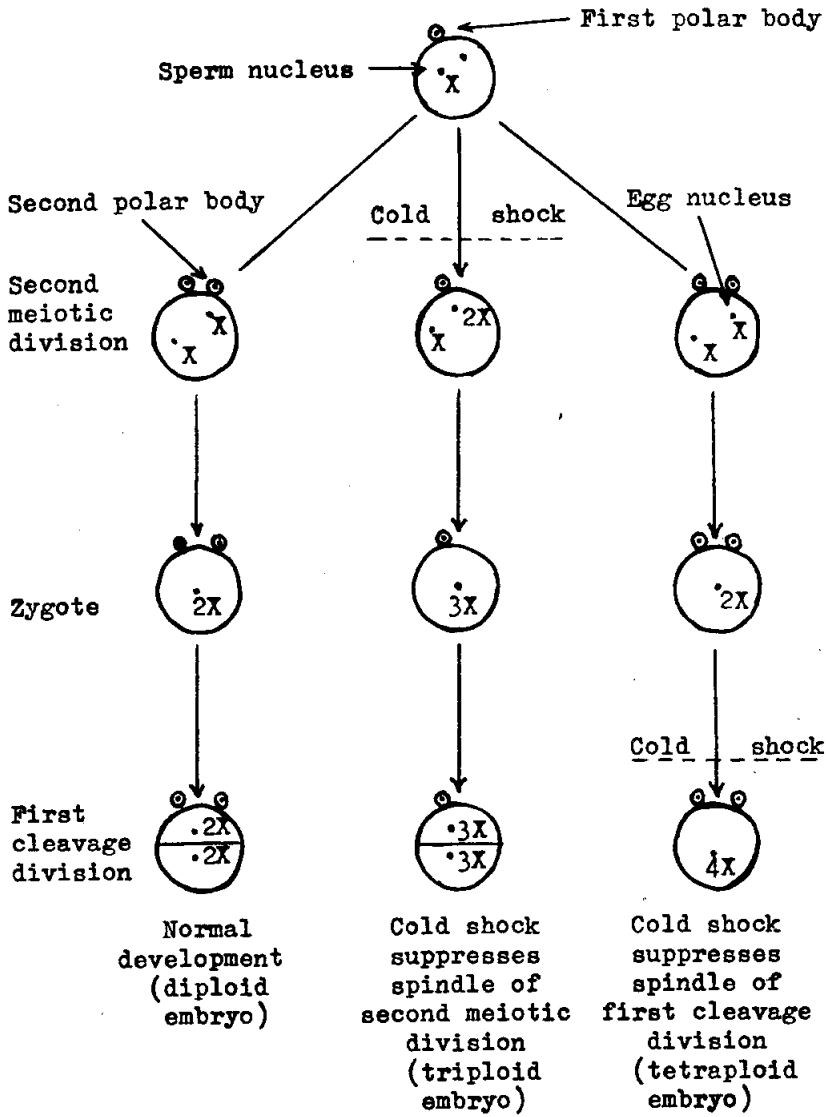 First polar body
Sperm nucleus
X
Second polar body
Cold shock
Egg nucleus
Second
meiotic
division
X
X
2X
X
X
X
Zygote
2X
3X
2X
Cold shock
First
cleavage
division
2X
2X
3X
3X
4X
Normal
development
(diploid
embryo)
Cold shock
suppresses
spindle of
second meiotic
division
(triploid
embryo)
Cold shock
suppresses
spindle of
first cleavage
division
(tetraploid
embryo)